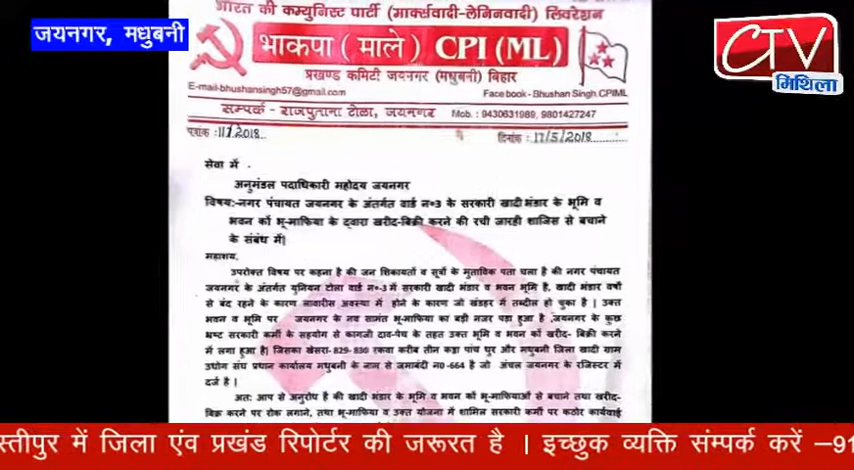 भारत की कम्युनिस्ट पार्टी (मार्क्सवादी-लेनिनवादी) लिबरेशन
जयनगर, मधुबनी
भाकपा (माले) CPI (ML)
CTV
मिथिला
प्रखण्ड कमिटी जयनगर (मधुबनी) बिहार
E-mail-bhushansingh57@gmail.com Face book - Bhushan Singh CPIML
सम्पर्क - राजपुताना टोला, जयनगर Mob. : 9430631989, 9801427247
पत्रांक : 117/2018 दिनांक : 17/5/2018
सेवा में .
अनुमंडल पदाधिकारी महोदय जयनगर
विषय:-नगर पंचायत जयनगर के अंतर्गत वार्ड न०3 के सरकारी खादी भंडार के भूमि व
भवन कों भू-माफिया के द्वारा खरीद-बिक्री करने की रची जारही शाजिस से बचाने
के संबंध में|
महाशय,
उपरोक्त विषय पर कहना है की जन शिकायतों व सूत्रों के मुताविक पता चला है की नगर पंचायत
जयनगर के अंतर्गत युनियन टोला वार्ड न०-3 में सरकारी खादी भंडार व भवन भूमि है, खादी भंडार वर्षो
से बंद रहने के कारण लावारीस अवस्था में होने के कारण जो खंडहर में तब्दील हो चुका है | उक्त
भवन व भूमि पर जयनगर के नव सामंत भू-माफिया का बड़ी नजर पड़ा हुआ है ,जयनगर के कुछ
भ्रष्ट सरकारी कर्मी के सहयोग से कागजी दाव-पेच के तहत उक्त भूमि व भवन कों खरीद- बिक्री करने
में लगा हुआ है| जिसका खेसरा- 829- 830 रकवा करीब तीन कठ्ठा पांच धुर और मधुबनी जिला खादी ग्राम
उधोग संघ प्रधान कार्यालय मधुबनी के नाम से जमाबंदी न0 -664 है जो अंचल जयनगर के रजिस्टर में
दर्ज है |
अत: आप से अनुरोध है की खादी भंडार के भूमि व भवन कों भू-माफियाओं से बचाने तथा खरीद-
बिक्र करने पर रोक लगाने, तथा भू-माफिया व उक्त योजना में शामिल सरकारी कर्मी पर कठोर कार्यवाई
स्तीपुर में जिला एंव प्रखंड रिपोर्टर की जरूरत है । इच्छुक व्यक्ति संम्पर्क करें –91